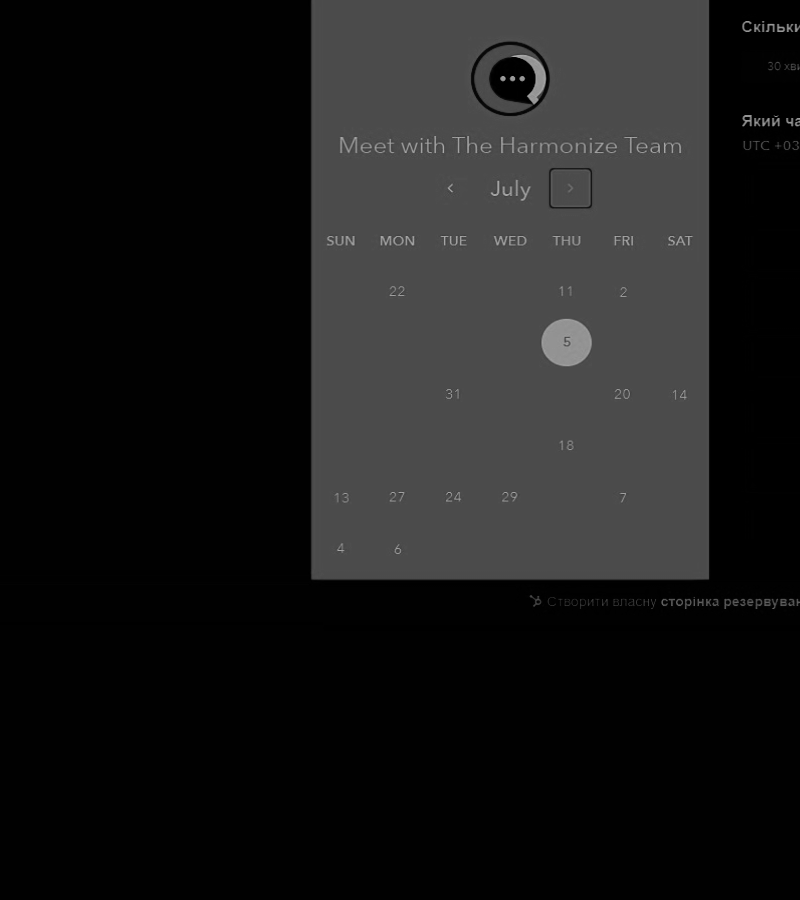 Meet with The Harmonize Team
July
SUN MON TUE WED THU FRI SAT
22 11 2
5
31 20 14
18
13 27 24 29 7
4 6
Скільки
30 хви
Який ча
UTC +03
Створити власну сторінка резервуван